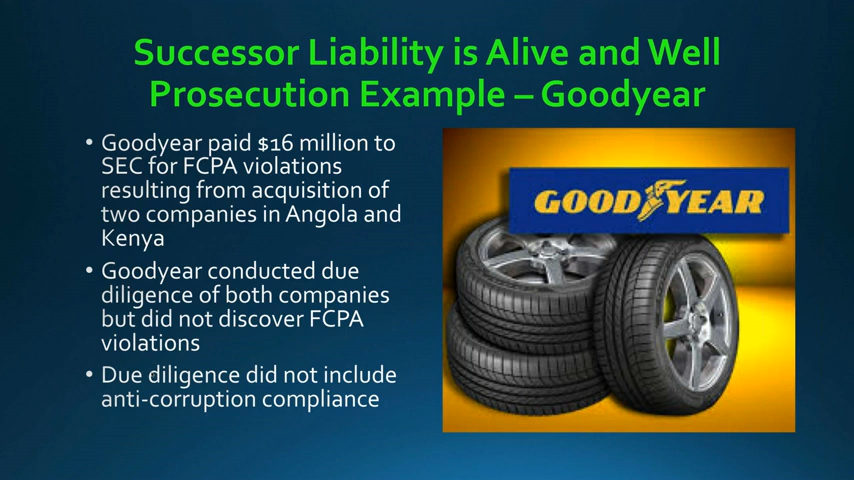 Successor Liability is Alive and Well
Prosecution Example – Goodyear
• Goodyear paid $16 million to
SEC for FCPA violations
resulting from acquisition of
two companies in Angola and
Kenya
• Goodyear conducted due
diligence of both companies
but did not discover FCPA
violations
• Due diligence did not include
anti-corruption compliance
GOODYEAR